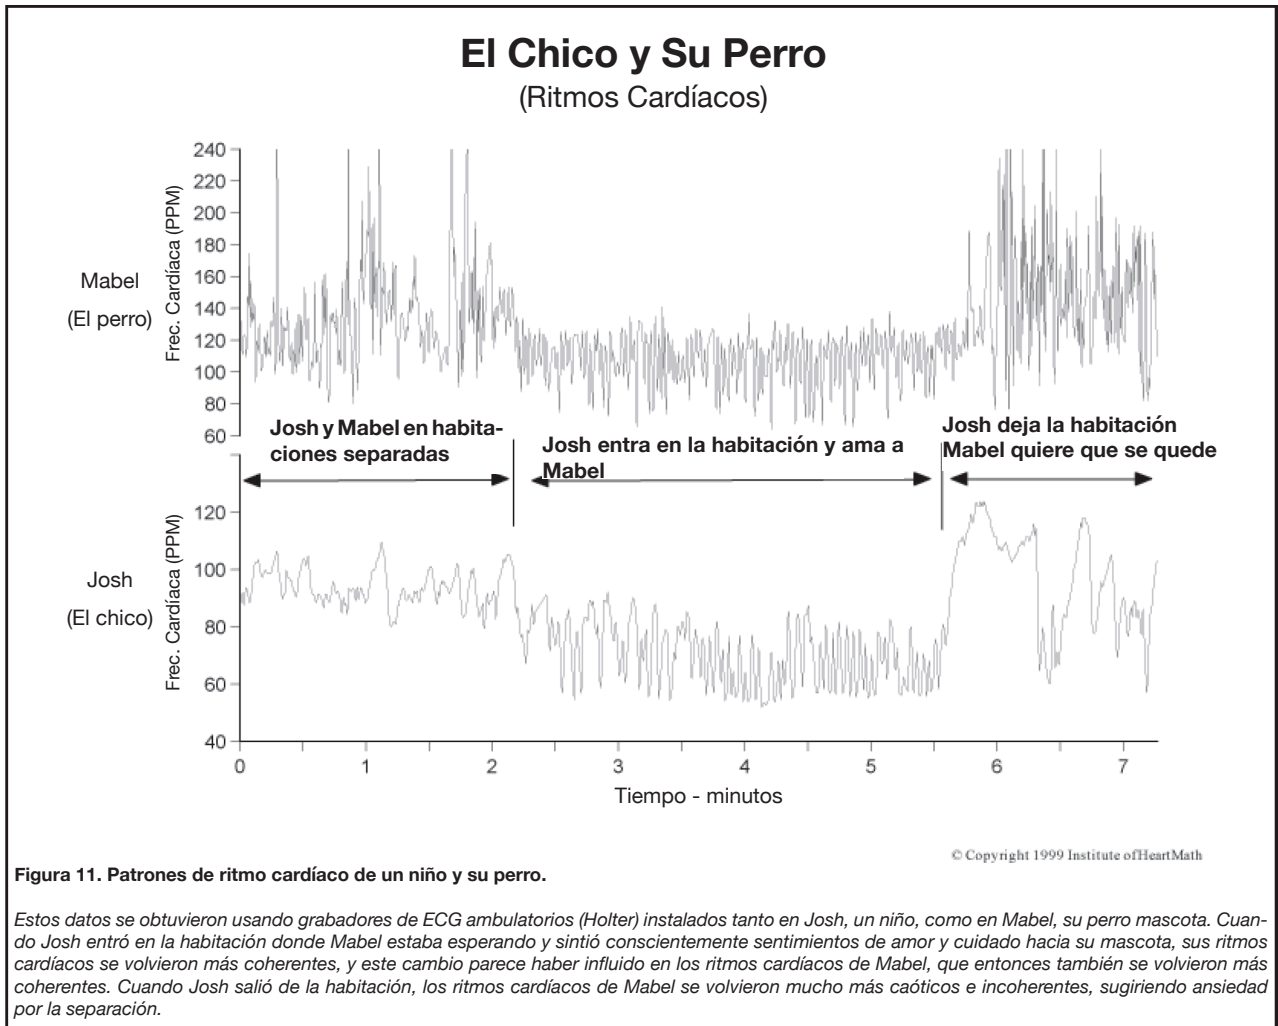 El Chico y Su Perro
(Ritmos Cardíacos)
Mabel
(El perro)
Frec. Cardíaca (PPM)
240
220
200
180
160
140
120
100
80
60
Josh y Mabel en habita-
ciones separadas
Josh entra en la habitación y ama a
Mabel
Josh deja la habitación
Mabel quiere que se quede
Josh
(El chico)
Frec. Cardíaca (PPM)
120
100
80
60
40
0 1 2 3 4 5 6 7
Tiempo - minutos
© Copyright 1999 Institute of HeartMath
Figura 11. Patrones de ritmo cardíaco de un niño y su perro.
Estos datos se obtuvieron usando grabadores de ECG ambulatorios (Holter) instalados tanto en Josh, un niño, como en Mabel, su perro mascota. Cuan-
do Josh entró en la habitación donde Mabel estaba esperando y sintió conscientemente sentimientos de amor y cuidado hacia su mascota, sus ritmos
cardíacos se volvieron más coherentes, y este cambio parece haber influido en los ritmos cardíacos de Mabel, que entonces también se volvieron más
coherentes. Cuando Josh salió de la habitación, los ritmos cardíacos de Mabel se volvieron mucho más caóticos e incoherentes, sugiriendo ansiedad
por la separación.